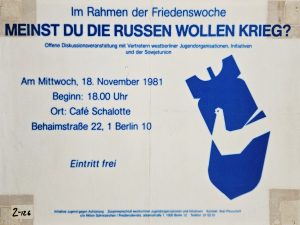 Im Rahmen der Friedenswoche
MEINST DU DIE RUSSEN WOLLEN KRIEG?
Offene Diskussionsveranstaltung mit Vertretern westberliner Jugendorganisationen, Initiativen
und der Sowjetunion
Am Mittwoch, 18. November 1981
Beginn: 18.00 Uhr
Ort: Café Schalotte
Behaimstraße 22, 1 Berlin 10
Eintritt frei